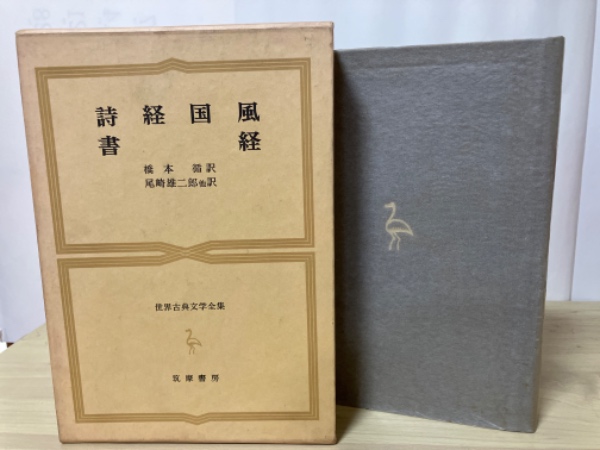 詩経国風
書経
橋本循訳
尾崎雄二郎他訳
世界古典文学全集
筑摩書房